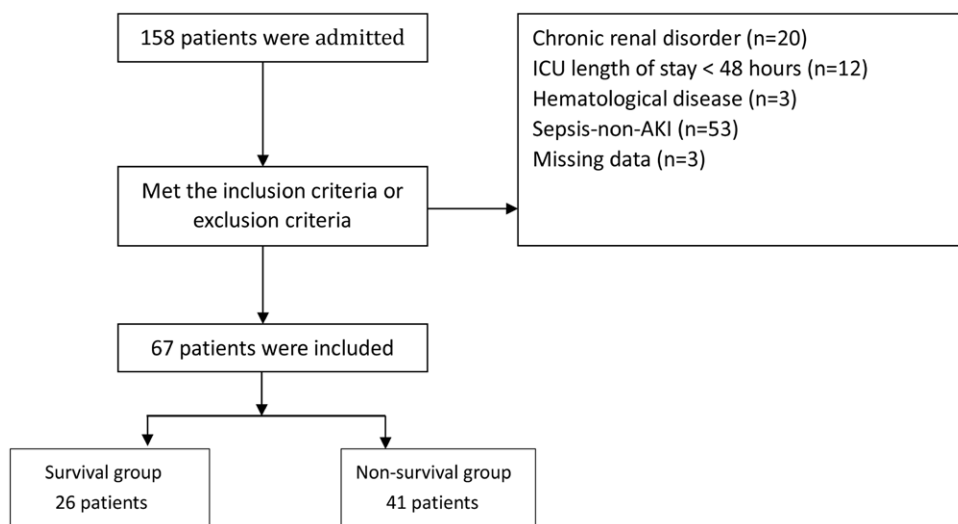 158 patients were admitted
Chronic renal disorder (n=20)
ICU length of stay < 48 hours (n=12)
Hematological disease (n=3)
Sepsis-non-AKI (n=53)
Missing data (n=3)
Met the inclusion criteria or
exclusion criteria
67 patients were included
Survival group
26 patients
Non-survival group
41 patients